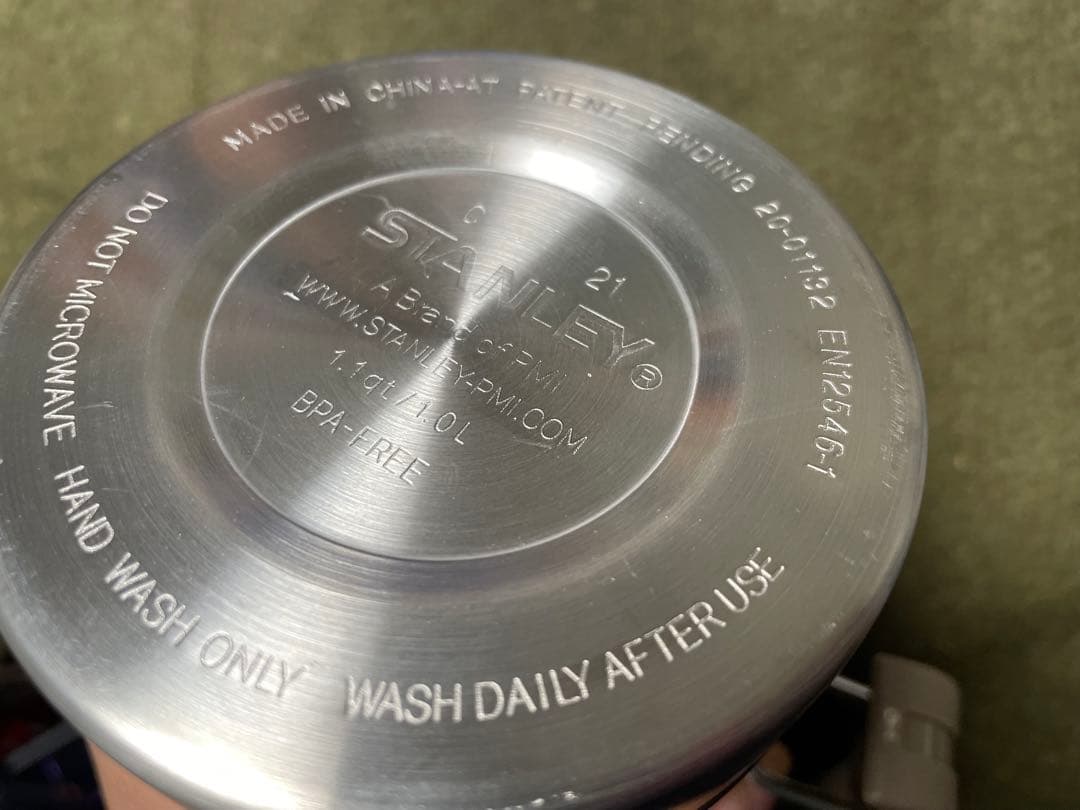 MADE IN CHINA-AT PATENT PENDING 20-01192 EN12546-1
C 21
STANLEY®
A Brand of PMI
WWW.STANLEY-PMI.COM
1.1qt / 1.0L
BPA-FREE
DO NOT MICROWAVE HAND WASH ONLY WASH DAILY AFTER USE